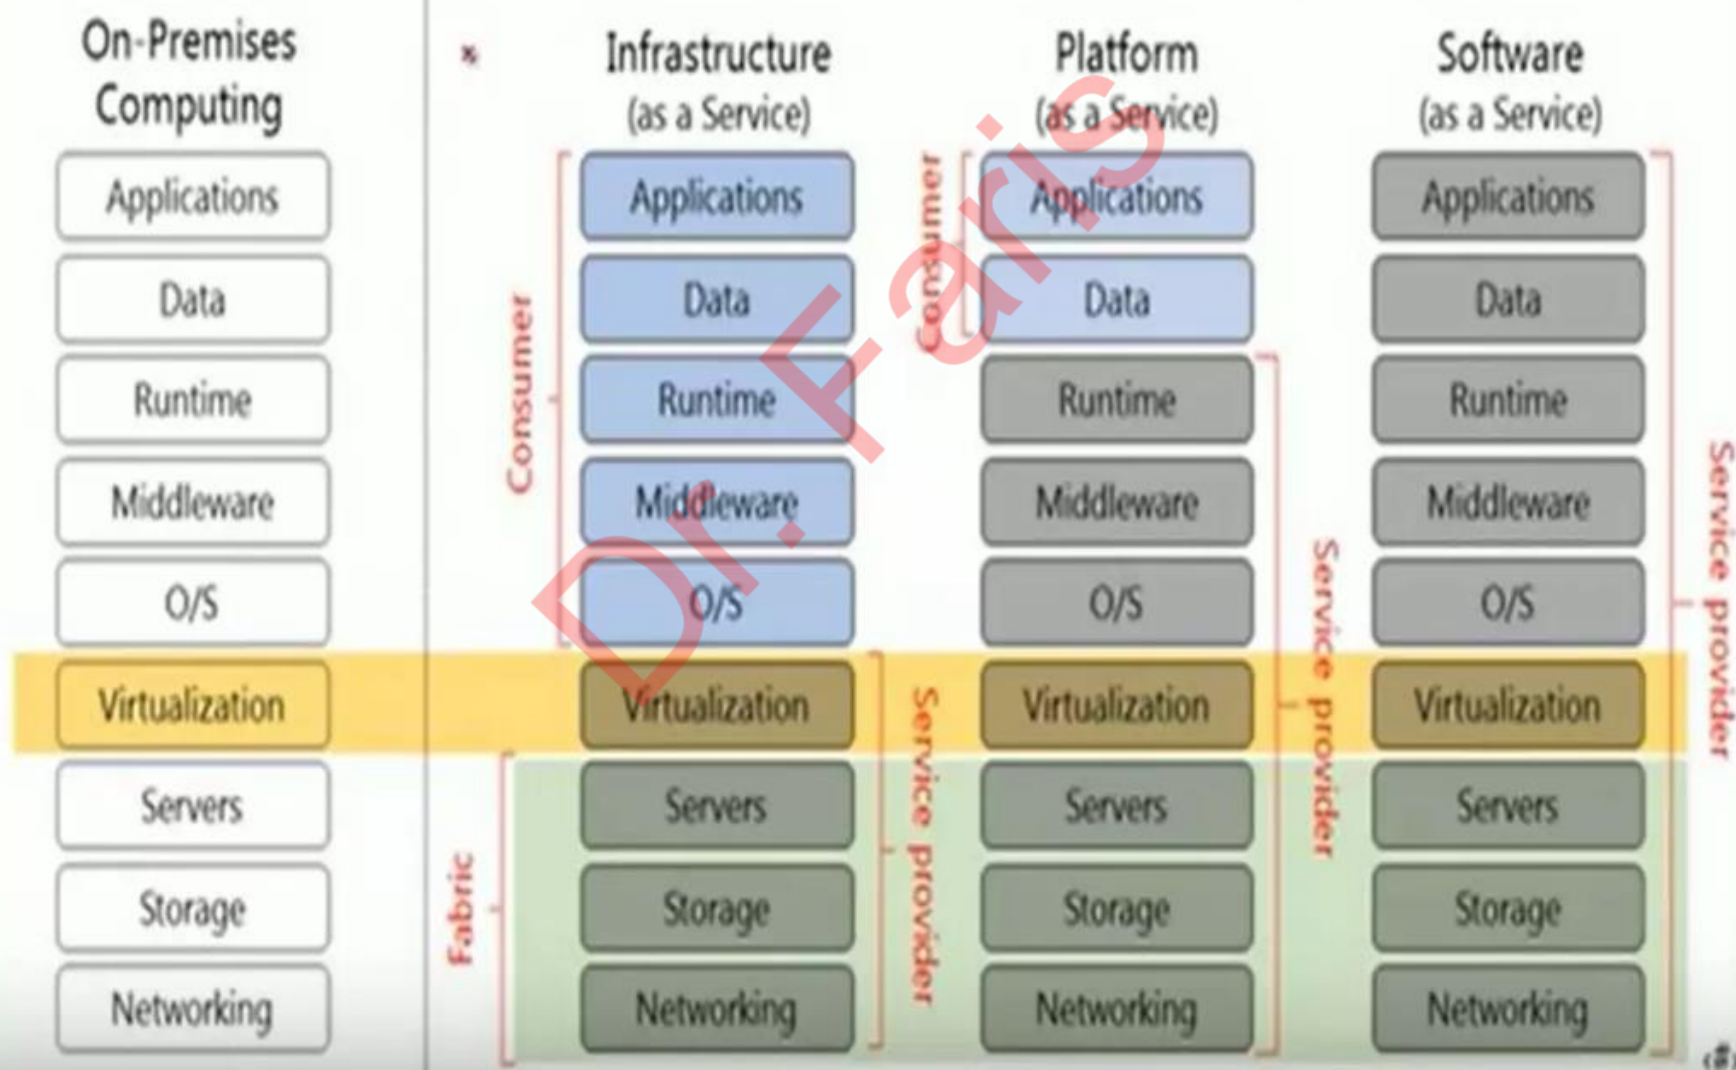 On-Premises
Computing
Applications
Data
Runtime
Middleware
O/S
Virtualization
Servers
Storage
Networking
Infrastructure
(as a Service)
Applications
Data
Runtime
Middleware
O/S
Virtualization
Servers
Storage
Networking
Consumer
Fabric
Service provider
Platform
(as a Service)
Applications
Data
Runtime
Middleware
O/S
Virtualization
Servers
Storage
Networking
Consumer
Service provider
Software
(as a Service)
Applications
Data
Runtime
Middleware
O/S
Virtualization
Servers
Storage
Networking
Service provider
Dr. Faris